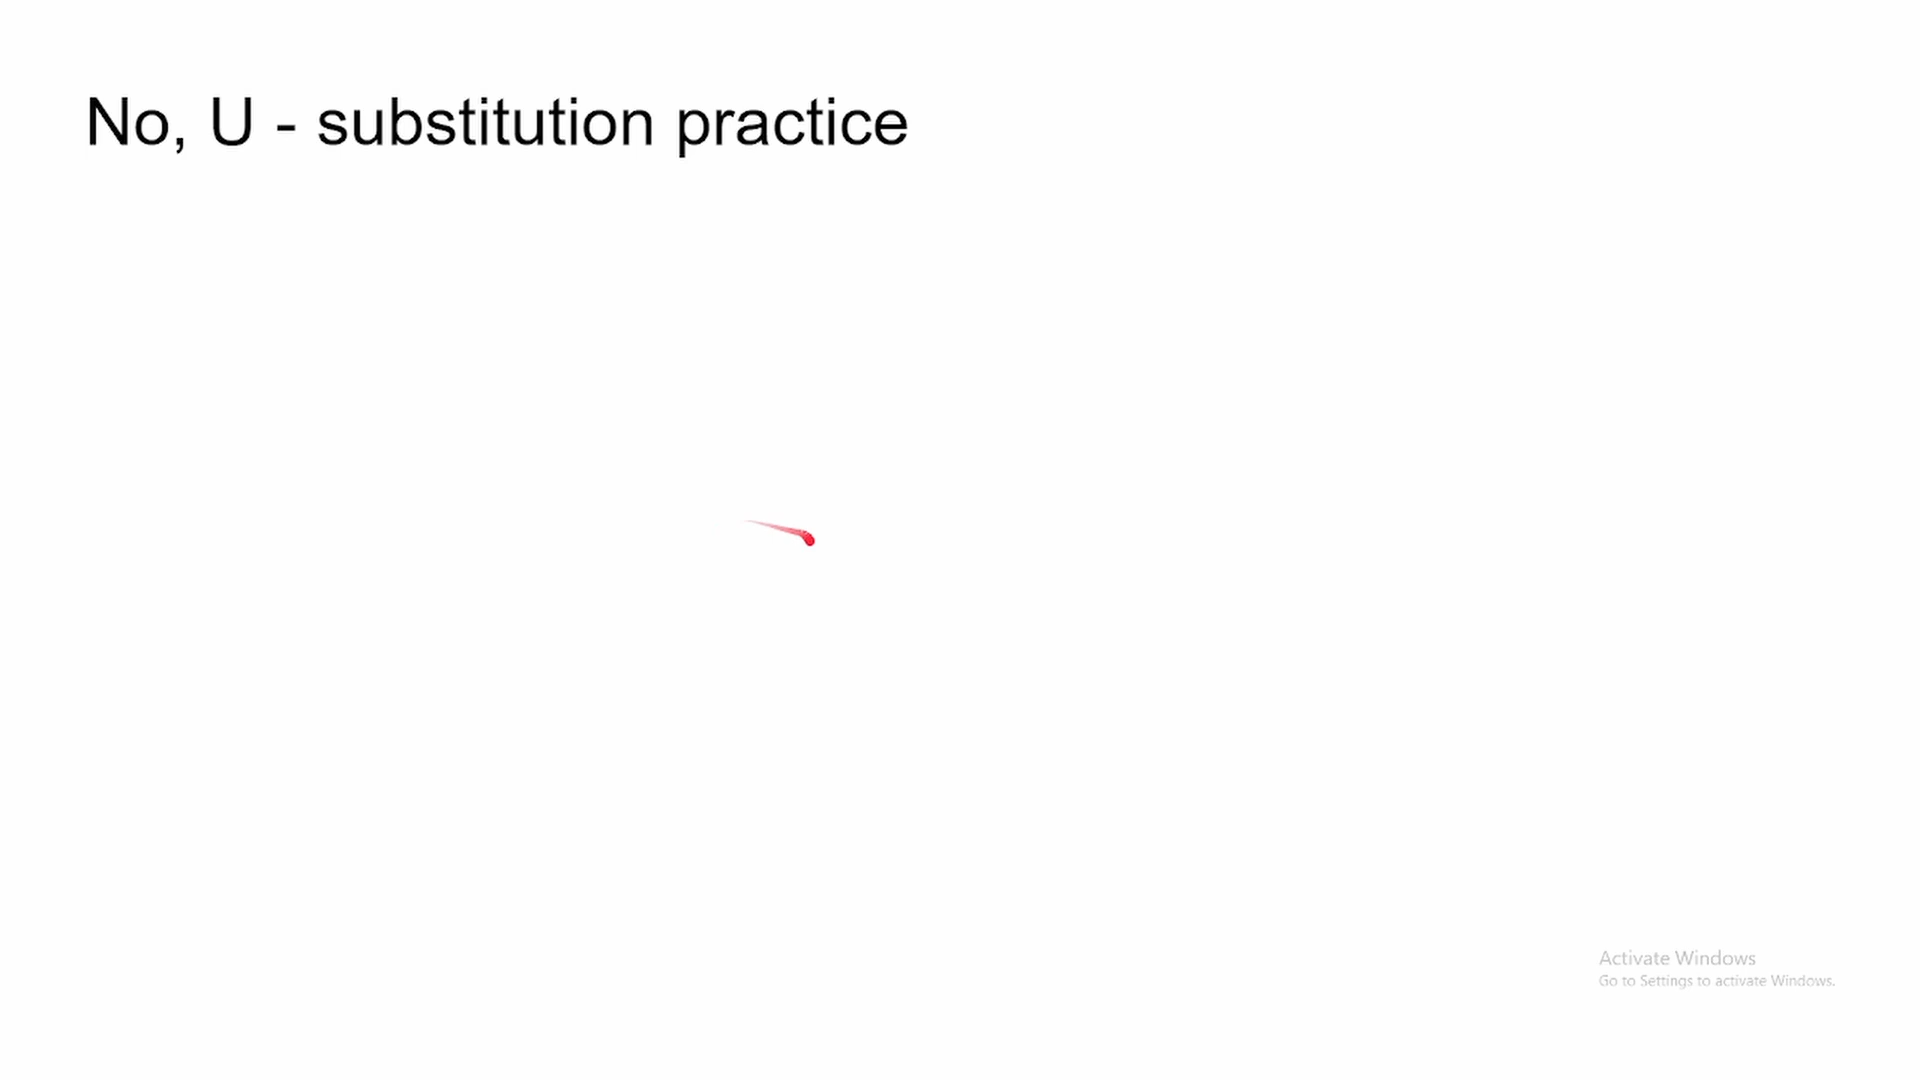 No, U - substitution practice
Activate Windows
Go to Settings to activate Windows.